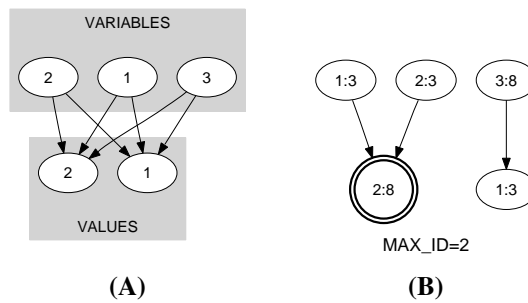 VARIABLES
2 1 3
2 1
VALUES
(A)
1:3 2:3 3:8
2:8 1:3
MAX_ID=2
(B)